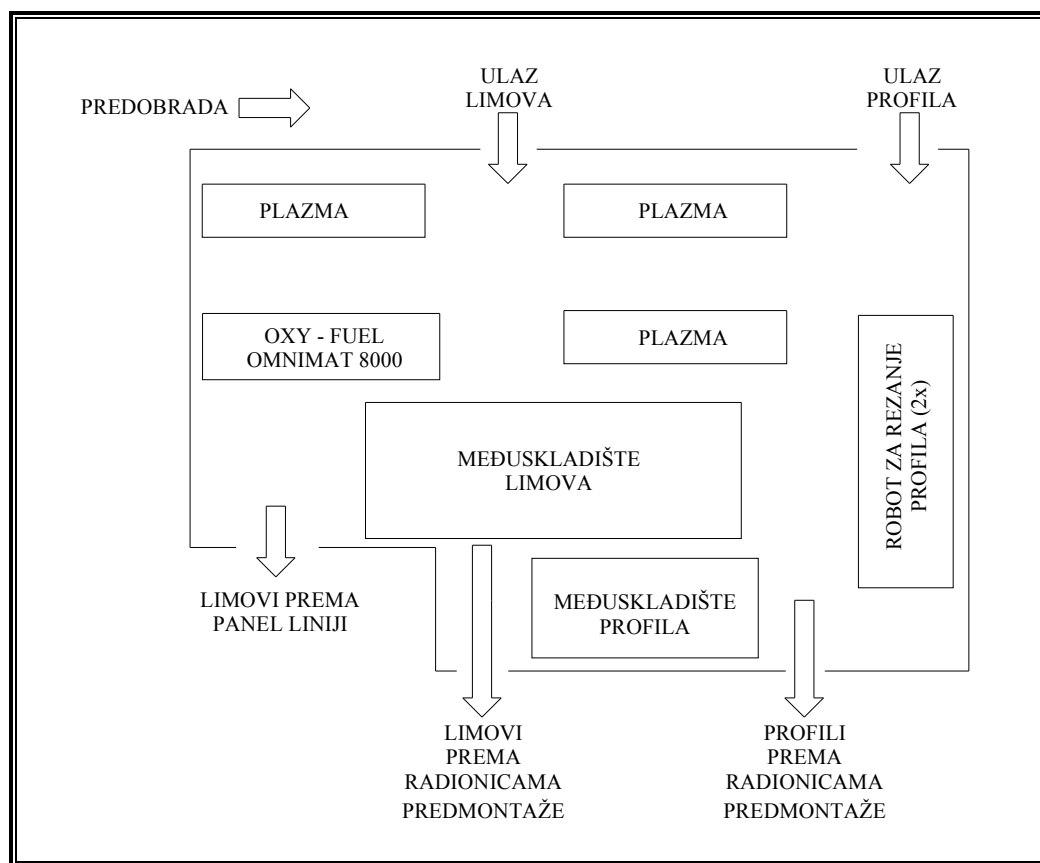 PREDOBRADA
ULAZ
LIMOVA
ULAZ
PROFILA
PLAZMA
PLAZMA
OXY - FUEL
OMNIMAT 8000
PLAZMA
ROBOT ZA REZANJE
PROFILA (2x)
MEĐUSKLADIŠTE
LIMOVA
LIMOVI PREMA
PANEL LINIJI
MEĐUSKLADIŠTE
PROFILA
LIMOVI
PREMA
RADIONICAMA
PREDMONTAŽE
PROFILI
PREMA
RADIONICAMA
PREDMONTAŽE